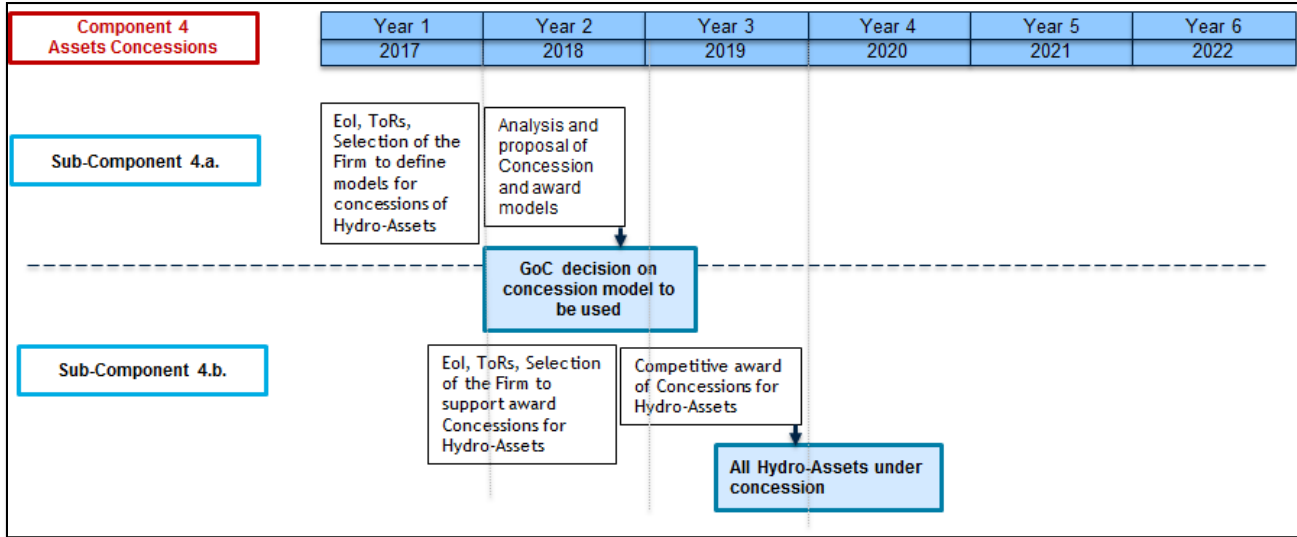 Component 4
Assets Concessions
Year 1
Year 2
Year 3
Year 4
Year 5
Year 6
2017
2018
2019
2020
2021
2022
Sub-Component 4.a.
EoI, ToRs,
Selection of the
Firm to define
models for
concessions of
Hydro-Assets
Analysis and
proposal of
Concession
and award
models
GoC decision on
concession model to
be used
Sub-Component 4.b.
EoI, ToRs, Selection
of the Firm to
support award
Concessions for
Hydro-Assets
Competitive award
of Concessions for
Hydro-Assets
All Hydro-Assets under
concession